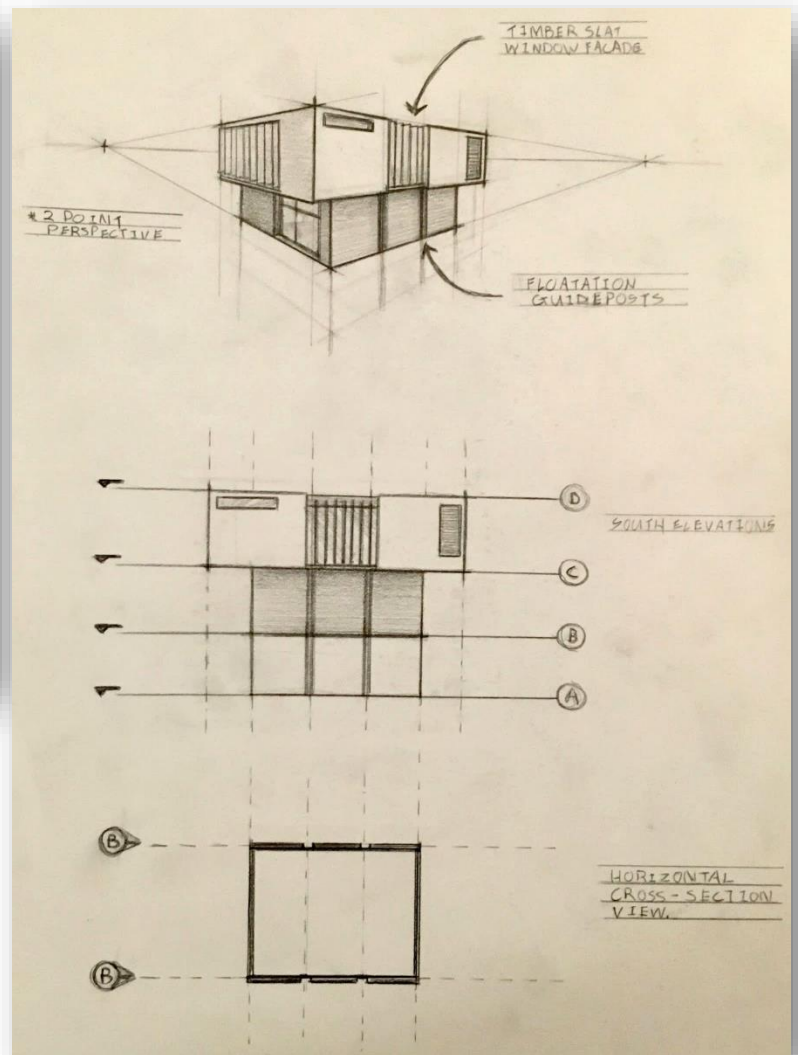 TIMBER SLAT
WINDOW FACADE
* 2 POINT
PERSPECTIVE
FLOATATION
GUIDEPOSTS
D
SOUTH ELEVATIONS
C
B
A
B
HORIZONTAL
CROSS-SECTION
VIEW.
B